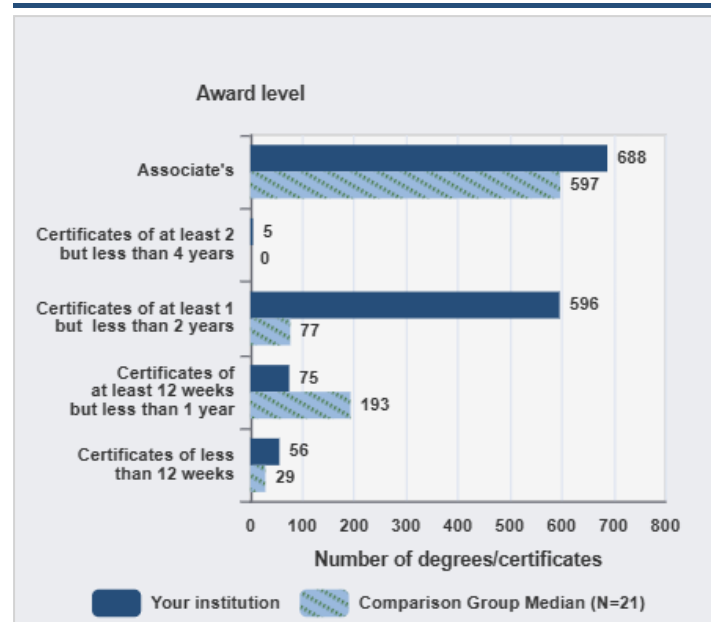 Award level
Associate's
688
597
Certificates of at least 2
but less than 4 years
5
0
Certificates of at least 1
but less than 2 years
596
77
Certificates of
at least 12 weeks
but less than 1 year
75
193
Certificates of less
than 12 weeks
56
29
0 100 200 300 400 500 600 700 800
Number of degrees/certificates
Your institution Comparison Group Median (N=21)